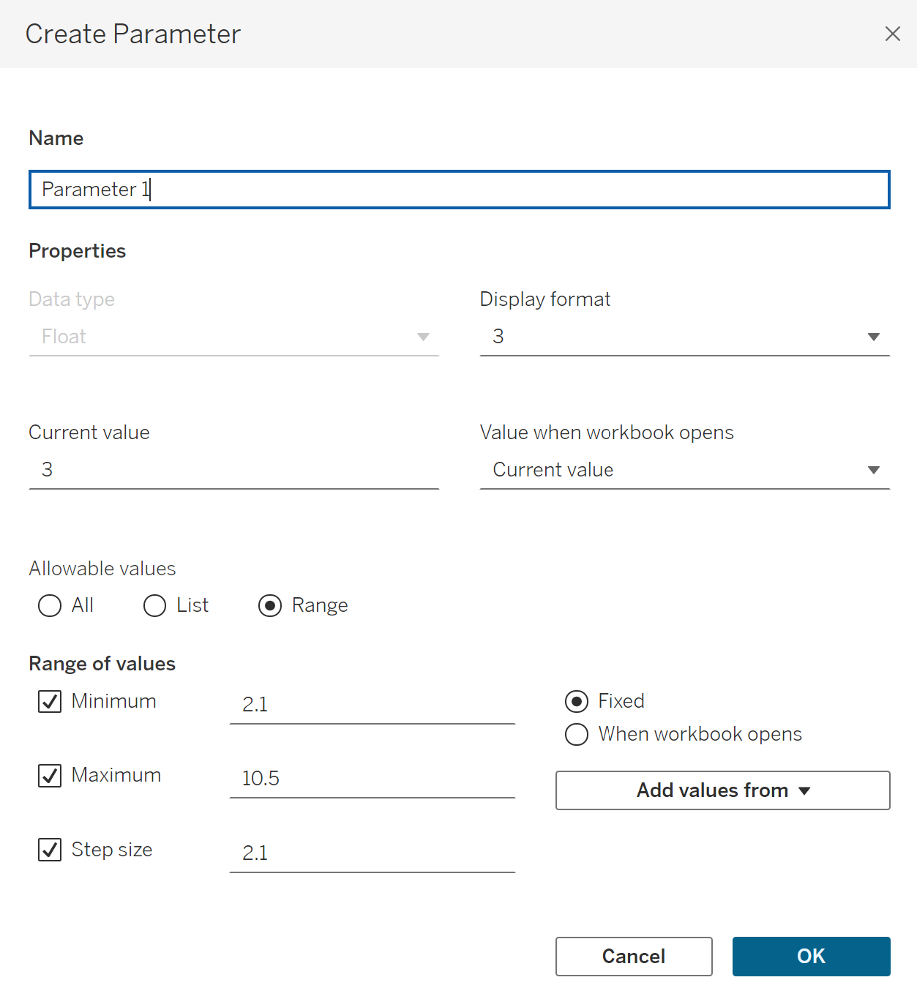 Create Parameter
Name
Parameter 1
Properties
Data type
Display format
Float
3
Current value
Value when workbook opens
3
Current value
Allowable values
All List Range
Range of values
Minimum 2.1
Fixed
When workbook opens
Maximum 10.5
Add values from
Step size 2.1
Cancel OK